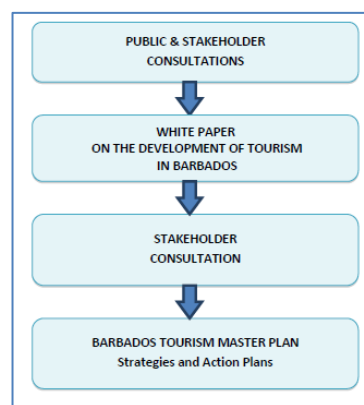 PUBLIC & STAKEHOLDER
CONSULTATIONS
WHITE PAPER
ON THE DEVELOPMENT OF TOURISM
IN BARBADOS
STAKEHOLDER
CONSULTATION
BARBADOS TOURISM MASTER PLAN
Strategies and Action Plans